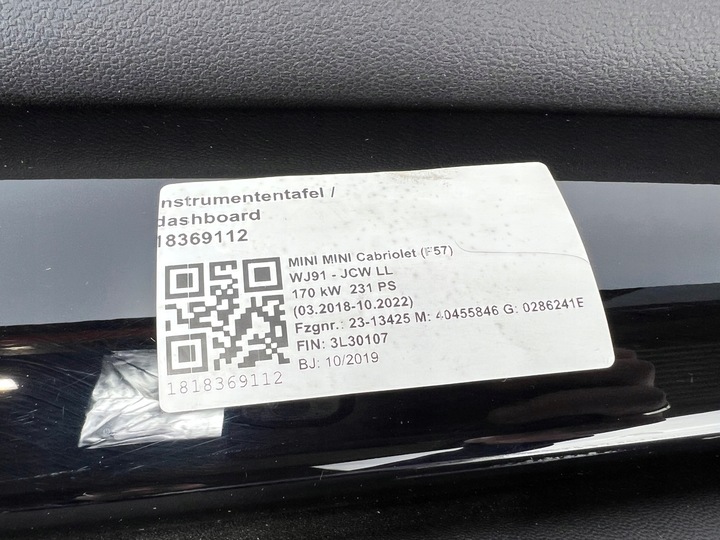 nstrumententafel /
dashboard
18369112
MINI MINI Cabriolet (F57)
WJ91 - JCW LL
170 kW 231 PS
(03.2018-10.2022)
Fzgnr.: 23-13425 M: 40455846 G: 0286241E
FIN: 3L30107
BJ: 10/2019
1818369112